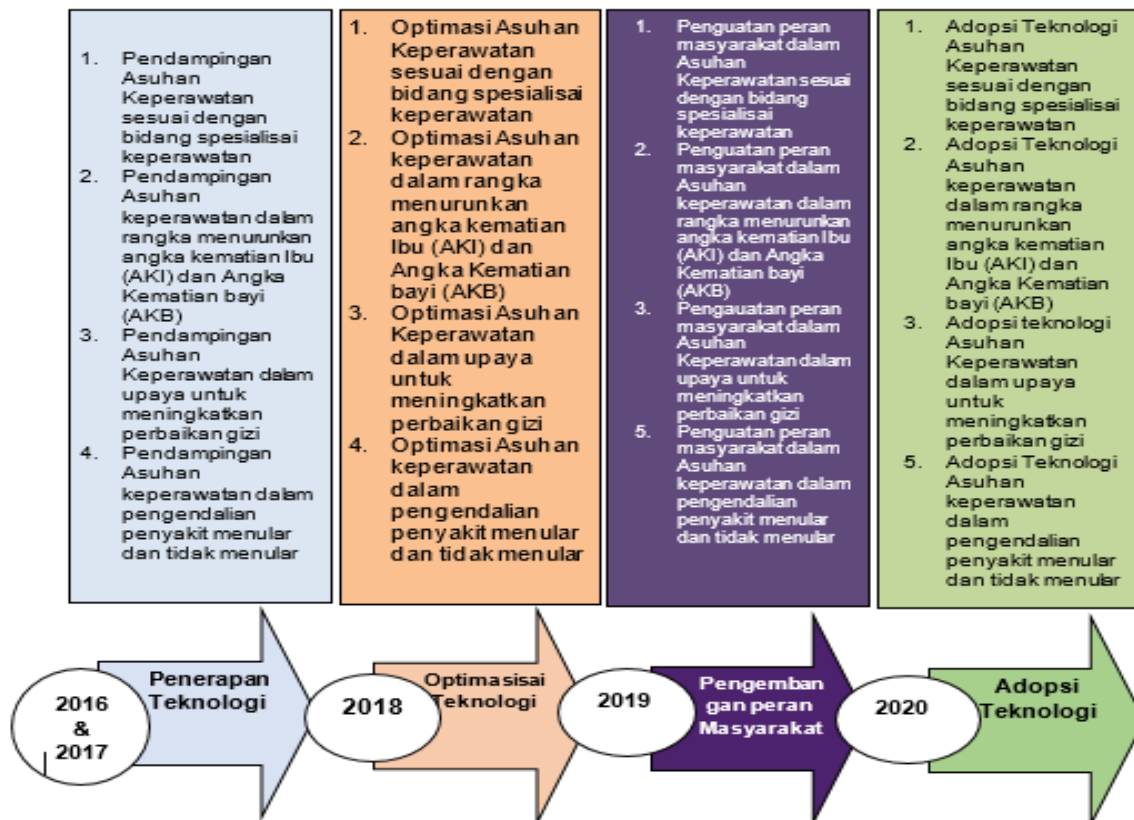 1. Pendampingan
Asuhan
Keperawatan
sesuai dengan
bidang spesialisai
keperawatan
2. Pendampingan
Asuhan
keperawatan dalam
rangka menurunkan
angka kematian Ibu
(AKI) dan Angka
Kematian bayi
(AKB)
3. Pendampingan
Asuhan
Keperawatan dalam
upaya untuk
meningkatkan
perbaikan gizi
4. Pendampingan
Asuhan
keperawatan dalam
pengendalian
penyakit menular
dan tidak menular
1. Optimasi Asuhan
Keperawatan
sesuai dengan
bidang spesialisai
keperawatan
2. Optimasi Asuhan
keperawatan
dalam rangka
menurunkan
angka kematian
Ibu (AKI) dan
Angka Kematian
bayi (AKB)
3. Optimasi Asuhan
Keperawatan
dalam upaya
untuk
meningkatkan
perbaikan gizi
4. Optimasi Asuhan
keperawatan
dalam
pengendalian
penyakit menular
dan tidak menular
1. Penguatan peran
masyarakat dalam
Asuhan
Keperawatan sesuai
dengan bidang
spesialisai
keperawatan
2. Penguatan peran
masyarakat dalam
Asuhan
keperawatan dalam
rangka menurunkan
angka kematian Ibu
(AKI) dan Angka
Kematian bayi
(AKB)
3. Pengauatan peran
masyarakat dalam
Asuhan
Keperawatan dalam
upaya untuk
meningkatkan
perbaikan gizi
5. Penguatan peran
masyarakat dalam
Asuhan
keperawatan dalam
pengendalian
penyakit menular
dan tidak menular
1. Adopsi Teknologi
Asuhan
Keperawatan
sesuai dengan
bidang spesialisai
keperawatan
2. Adopsi Teknologi
Asuhan
keperawatan
dalam rangka
menurunkan
angka kematian
Ibu (AKI) dan
Angka Kematian
bayi (AKB)
3. Adopsi teknologi
Asuhan
Keperawatan
dalam upaya
untuk
meningkatkan
perbaikan gizi
5. Adopsi Teknologi
Asuhan
keperawatan
dalam
pengendalian
penyakit menular
dan tidak menular
2016
&
2017
Penerapan
Teknologi
2018
Optimasisai
Teknologi
2019
Pengemban
gan peran
Masyarakat
2020
Adopsi
Teknologi